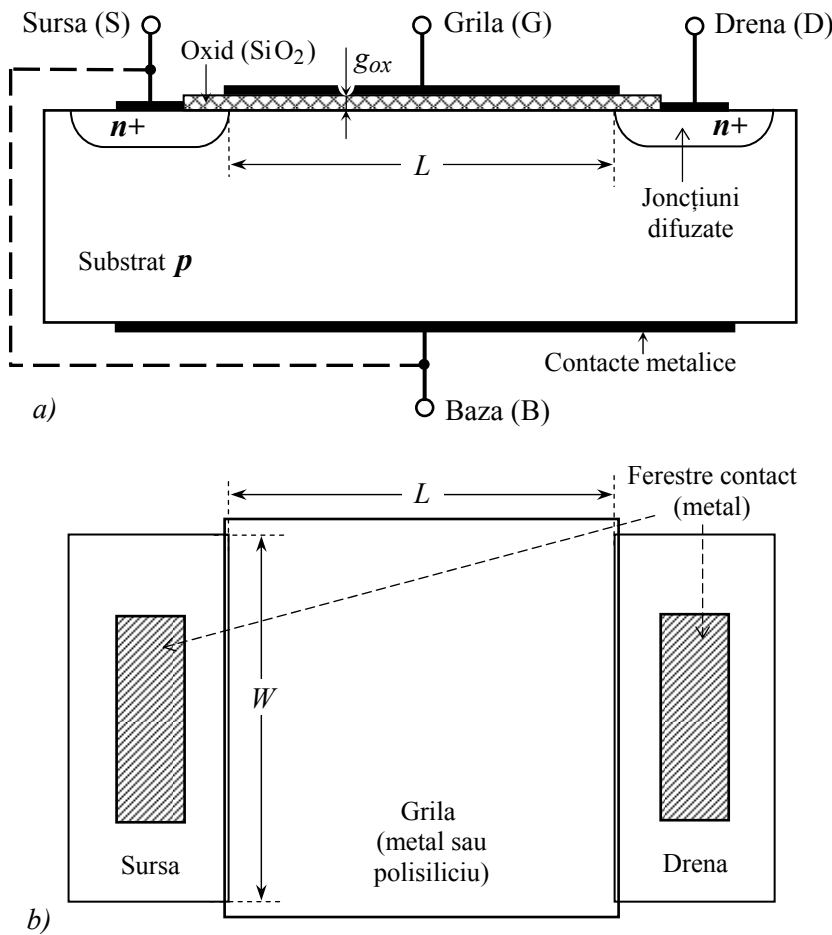 Sursa (S)
Grila (G)
Drena (D)
Oxid (SiO2)
gox
n+
n+
L
Joncțiuni
difuzate
Substrat p
Contacte metalice
a)
Baza (B)
Ferestre contact
(metal)
L
W
Grila
(metal sau
polisiliciu)
Sursa
Drena
b)